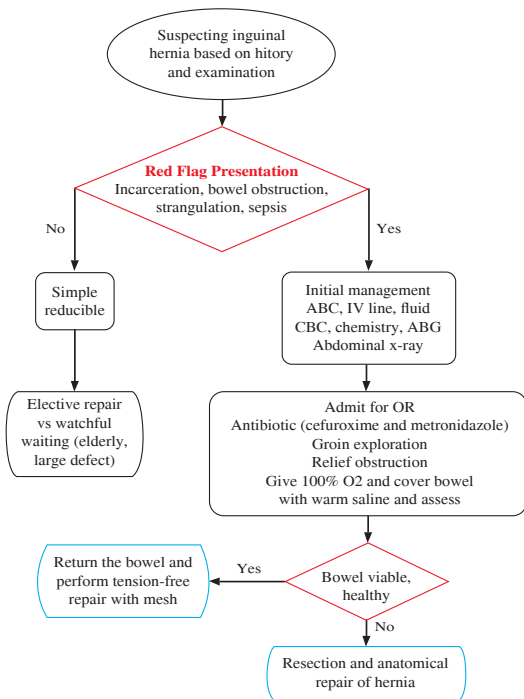 Suspecting inguinal
hernia based on hitory
and examination
Red Flag Presentation
Incarceration, bowel obstruction,
strangulation, sepsis
No
Yes
Simple
reducible
Initial management
ABC, IV line, fluid
CBC, chemistry, ABG
Abdominal x-ray
Elective repair
vs watchful
waiting (elderly,
large defect)
Admit for OR
Antibiotic (cefuroxime and metronidazole)
Groin exploration
Relief obstruction
Give 100% O2 and cover bowel
with warm saline and assess
Return the bowel and
perform tension-free
repair with mesh
Yes
Bowel viable,
healthy
No
Resection and anatomical
repair of hernia